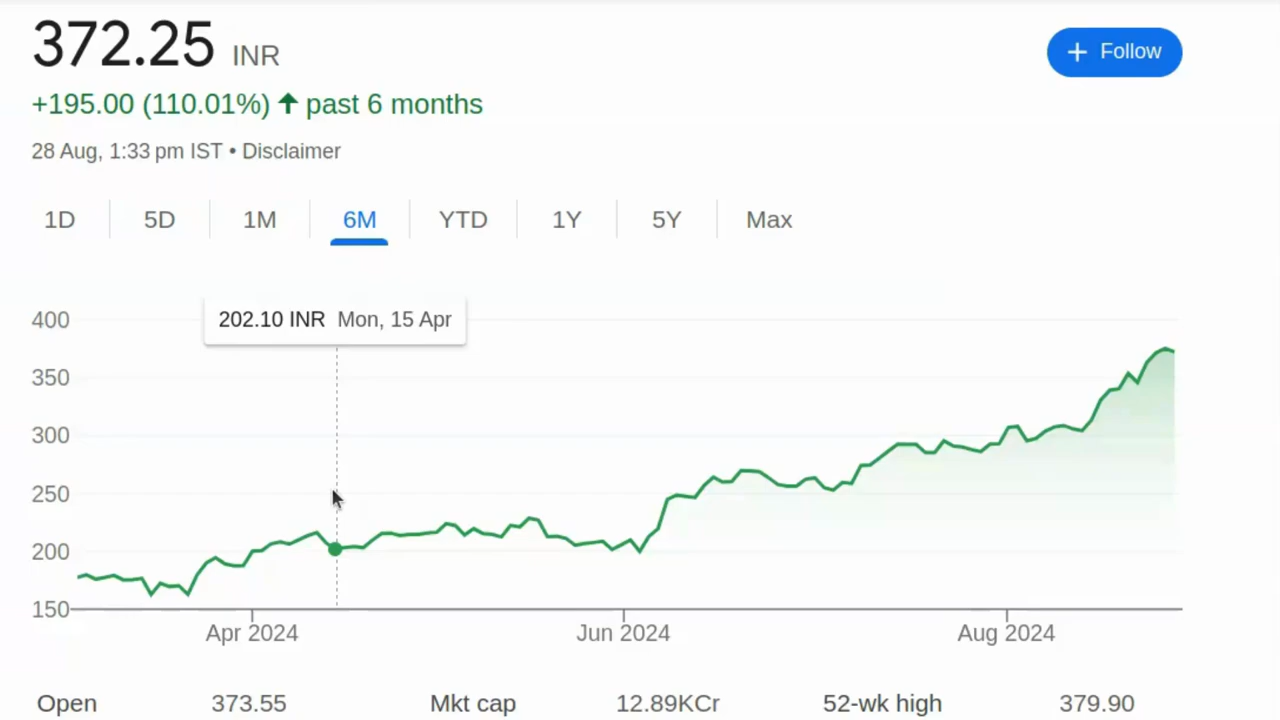 372.25 INR
+ Follow
+195.00 (110.01%) ↑ past 6 months
28 Aug, 1:33 pm IST • Disclaimer
1D 5D 1M 6M YTD 1Y 5Y Max
202.10 INR Mon, 15 Apr
400
350
300
250
200
150
Apr 2024 Jun 2024 Aug 2024
Open 373.55 Mkt cap 12.89KCr 52-wk high 379.90